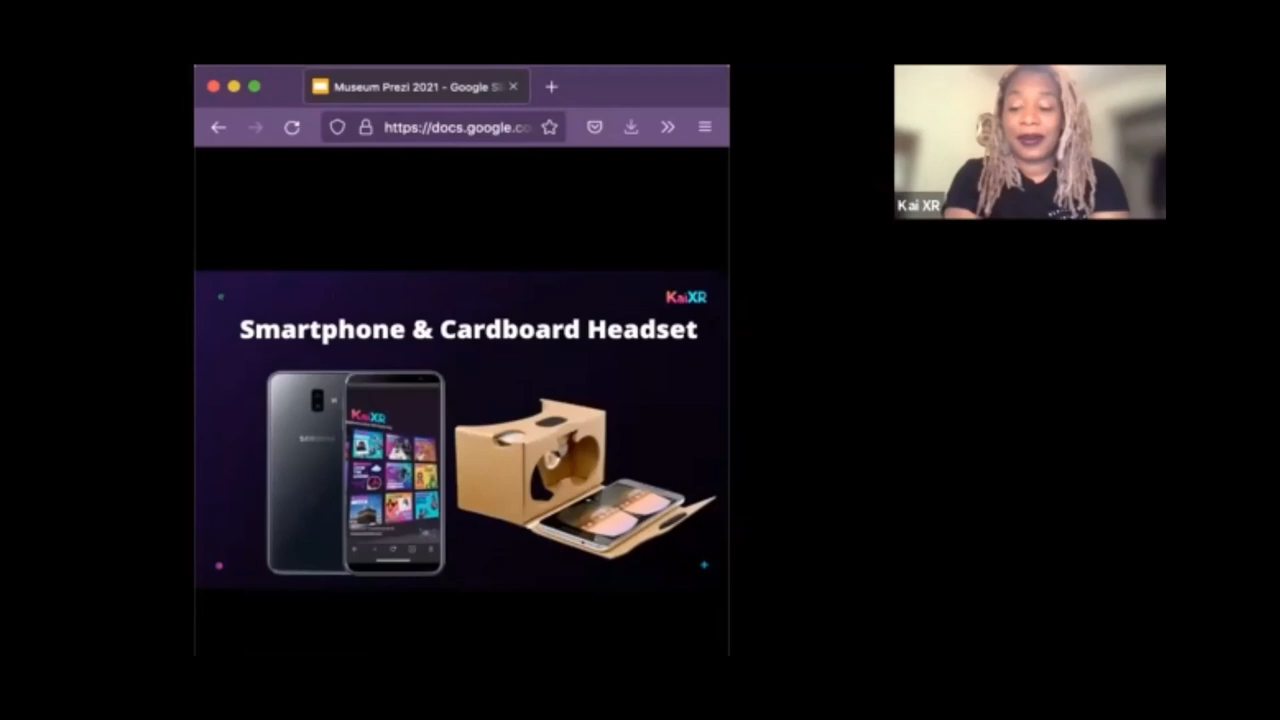 Museum Prezi 2021 - Google Sl
https://docs.google.co
Kai XR
KaiXR
Smartphone & Cardboard Headset
SAMSUNG
KaiXR